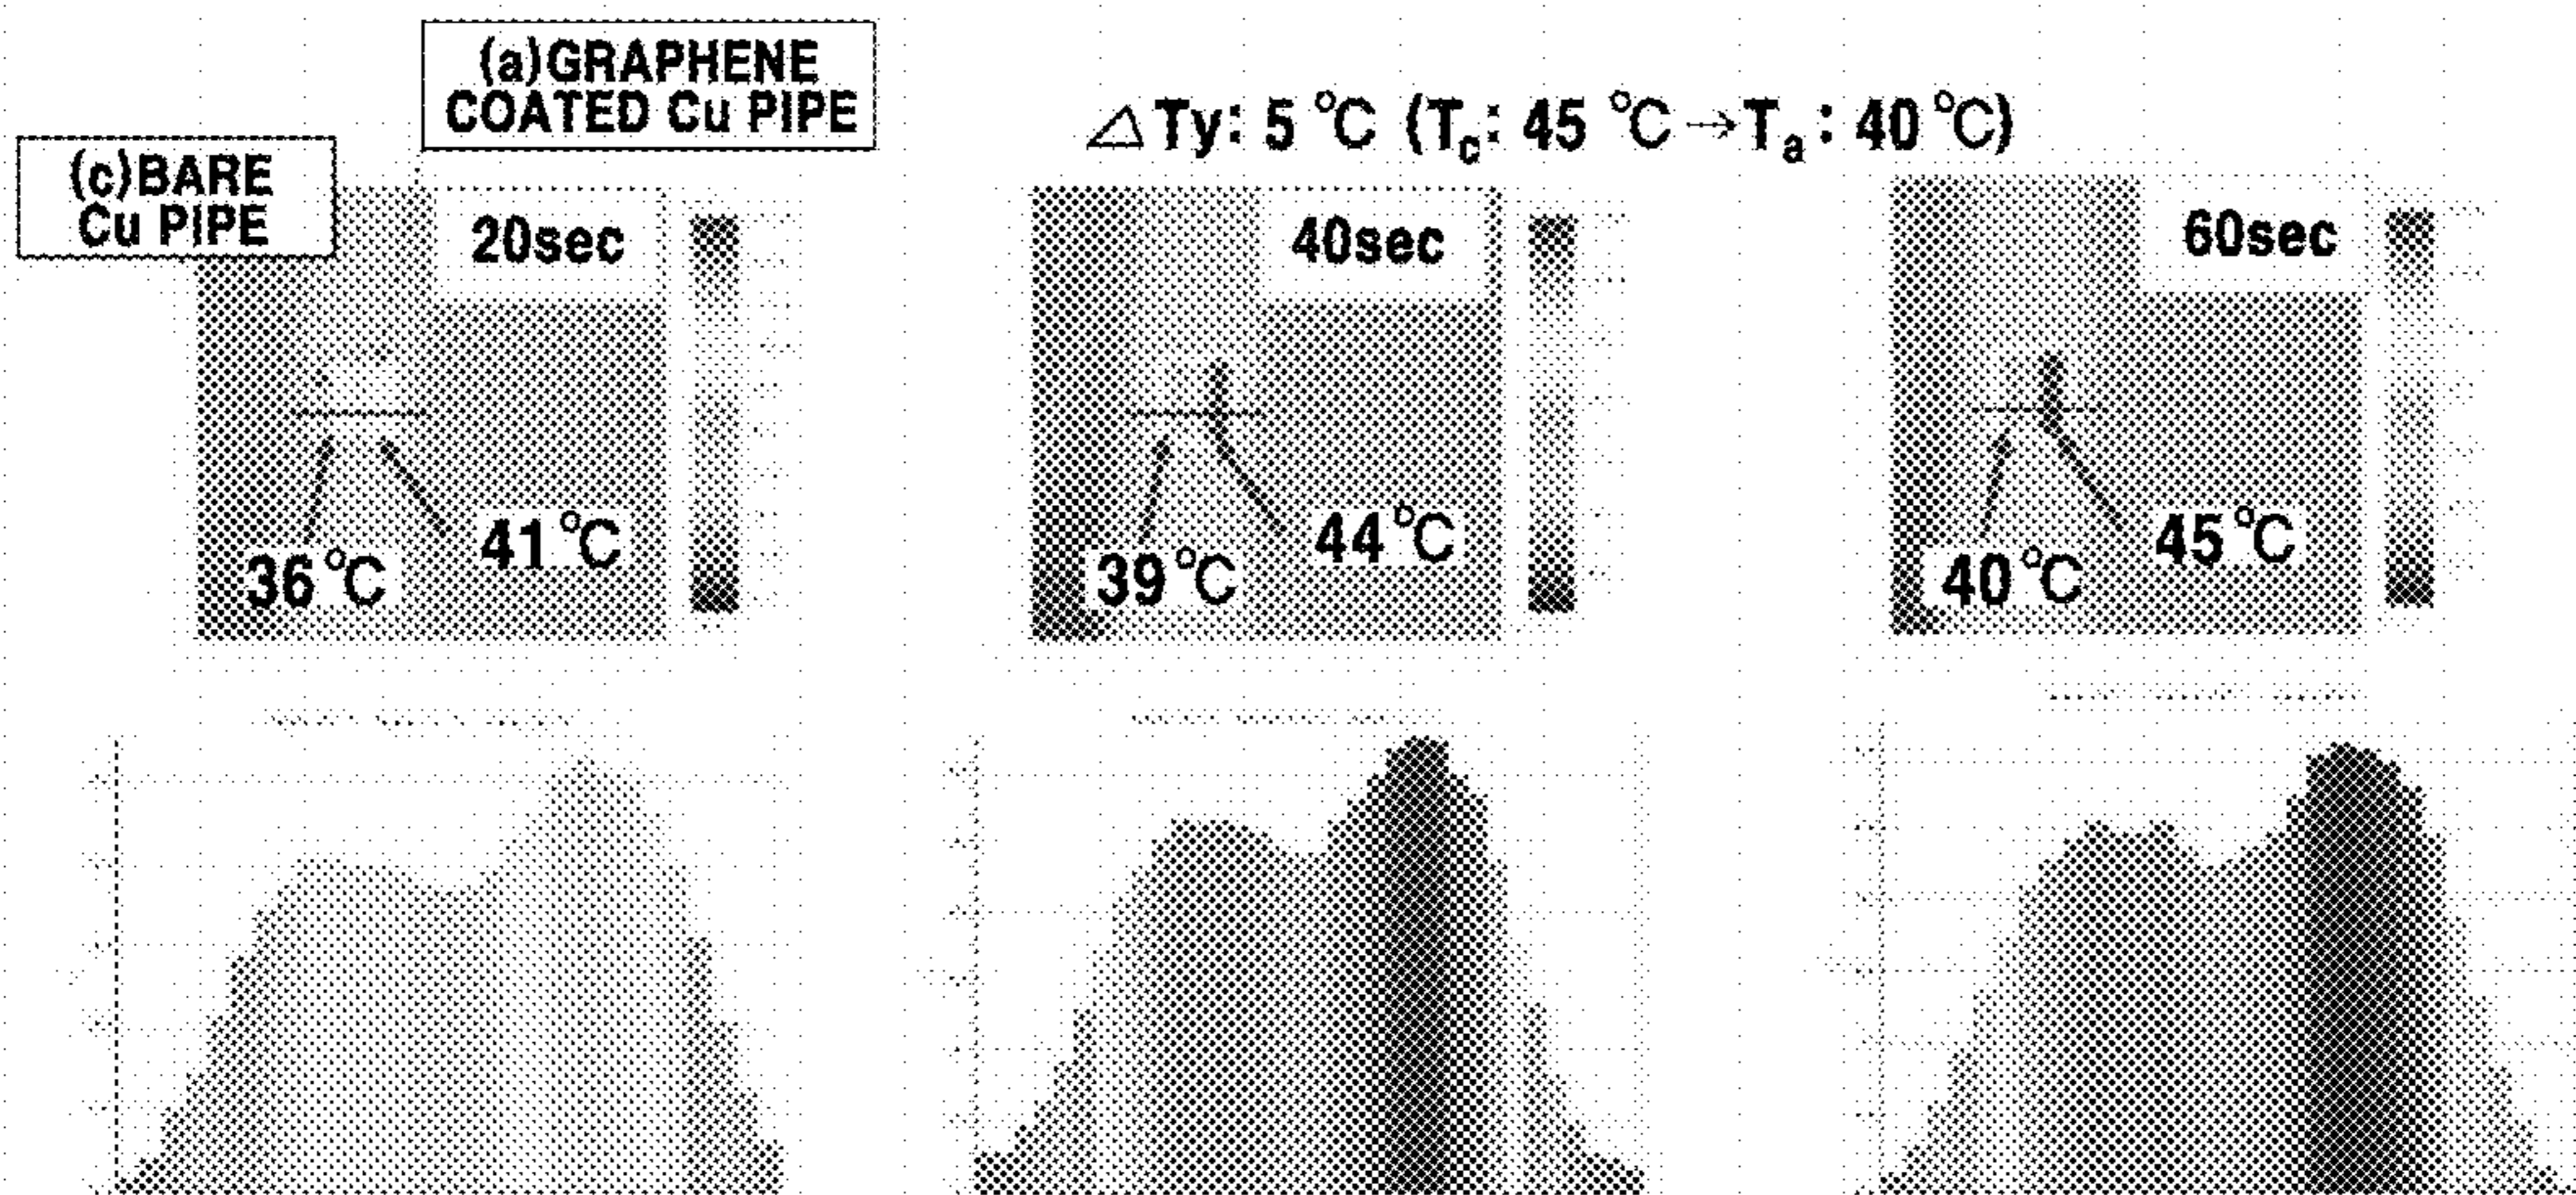 (a)GRAPHENE
COATED Cu PIPE
(c)BARE
Cu PIPE
△Ty: 5 °C (Tc: 45 °C→Ta: 40 °C)
20sec
40sec
60sec
36°C
41°C
39°C
44°C
40°C
45°C